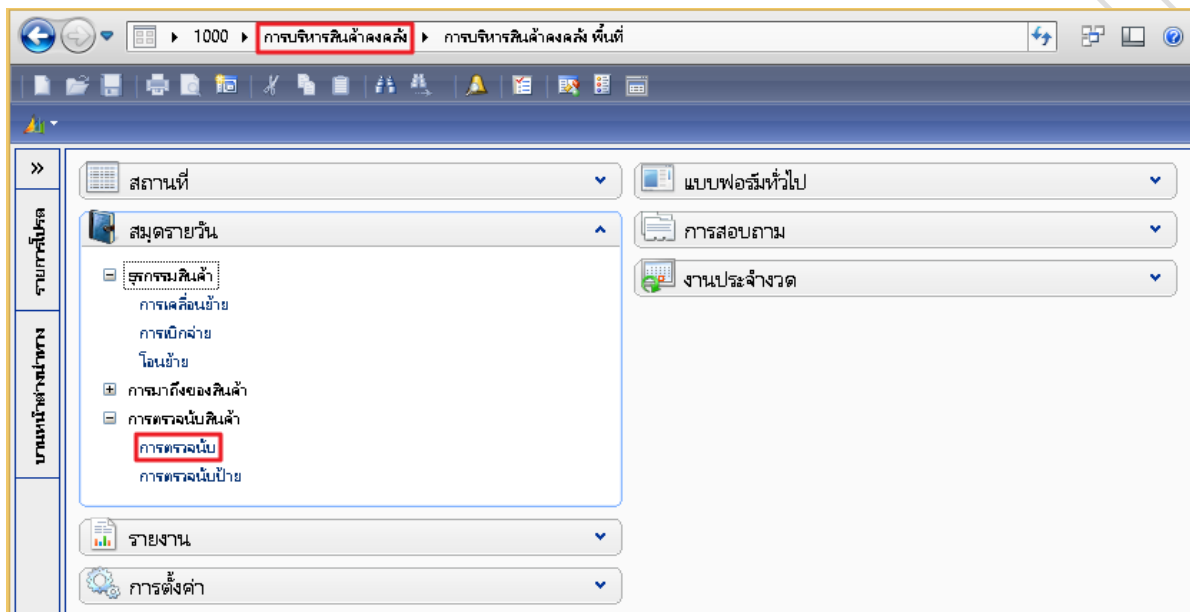 1000 การบริหารสินค้าคงคลัง การบริหารสินค้าคงคลัง พื้นที่
รายการโปรด
บานหน้าต่างนำทาง
สถานที่
สมุดรายวัน
ธุรกรรมสินค้า
การเคลื่อนย้าย
การเบิกจ่าย
โอนย้าย
การมาถึงของสินค้า
การตรวจนับสินค้า
การตรวจนับ
การตรวจนับป้าย
รายงาน
การตั้งค่า
แบบฟอร์มทั่วไป
การสอบถาม
งานประจำงวด